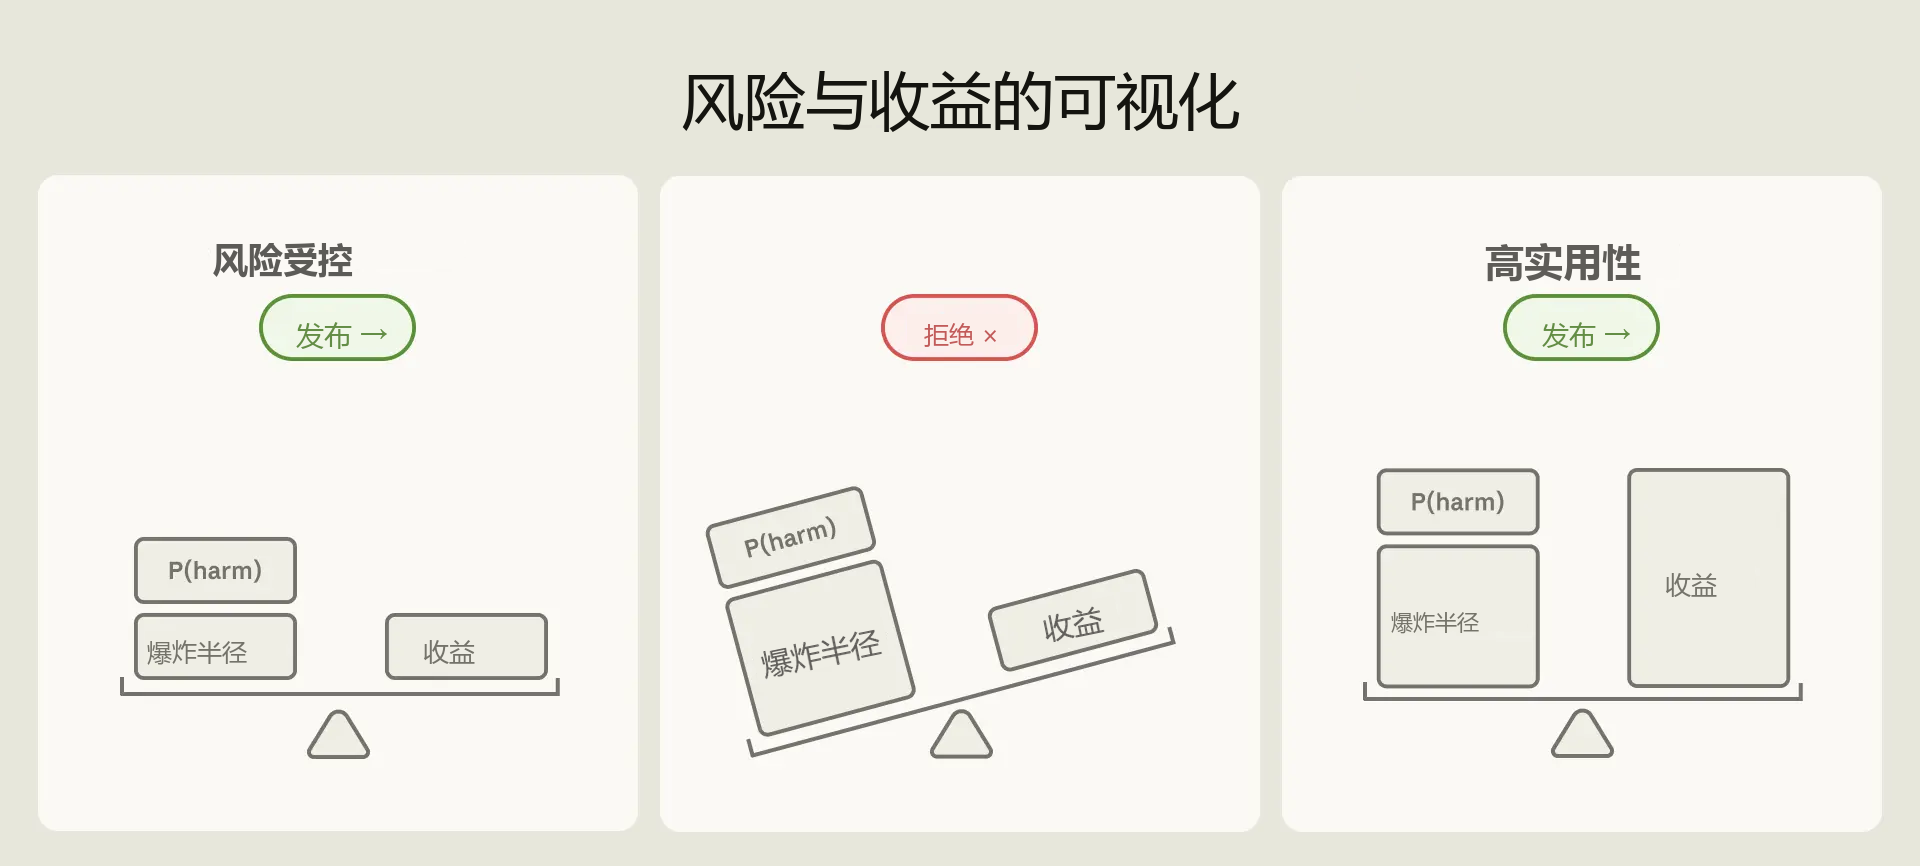 风险与收益的可视化
风险受控
发布 →
P(harm)
爆炸半径
收益
拒绝 ×
P(harm)
爆炸半径
收益
高实用性
发布 →
P(harm)
爆炸半径
收益